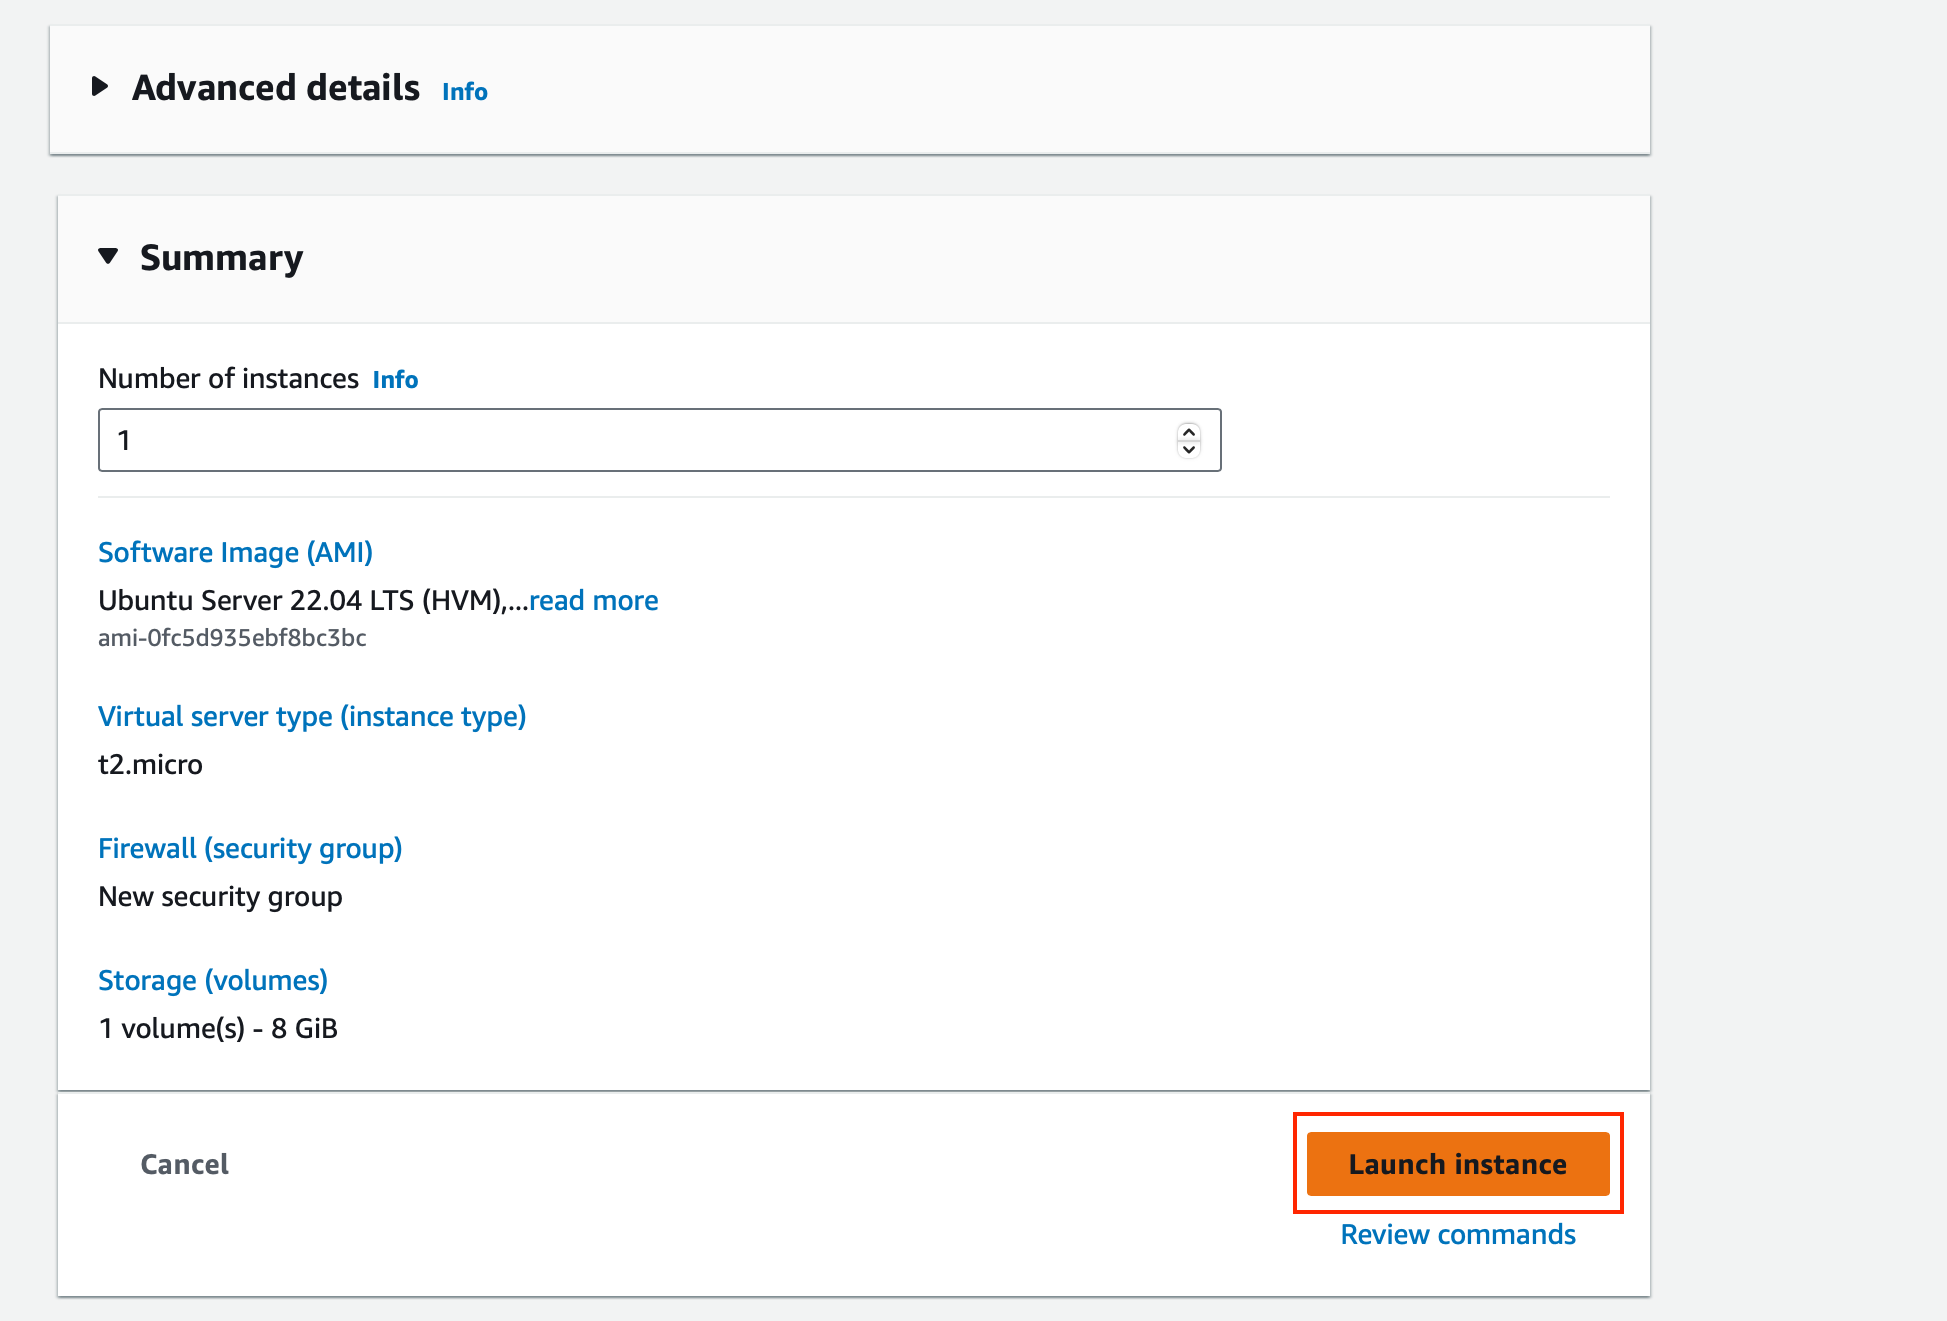 Advanced details Info
Summary
Number of instances Info
1
Software Image (AMI)
Ubuntu Server 22.04 LTS (HVM),...read more
ami-0fc5d935ebf8bc3bc
Virtual server type (instance type)
t2.micro
Firewall (security group)
New security group
Storage (volumes)
1 volume(s) - 8 GiB
Cancel
Launch instance
Review commands